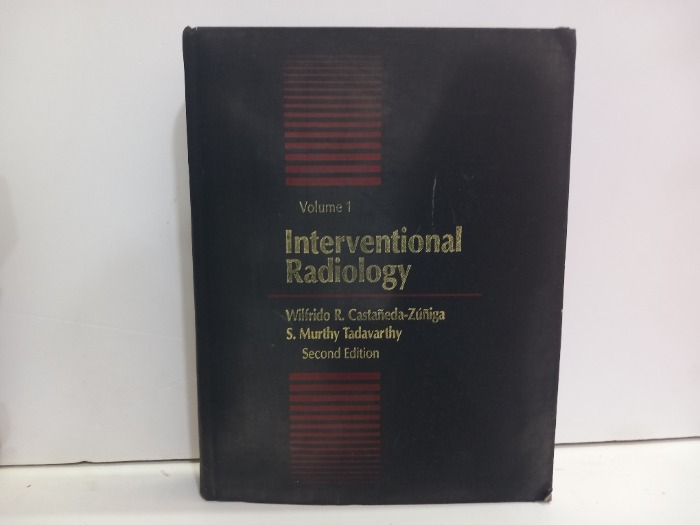 Volume 1
Interventional
Radiology
Wilfrido R. Castañeda-Zúñiga
S. Murthy Tadavarthy
Second Edition